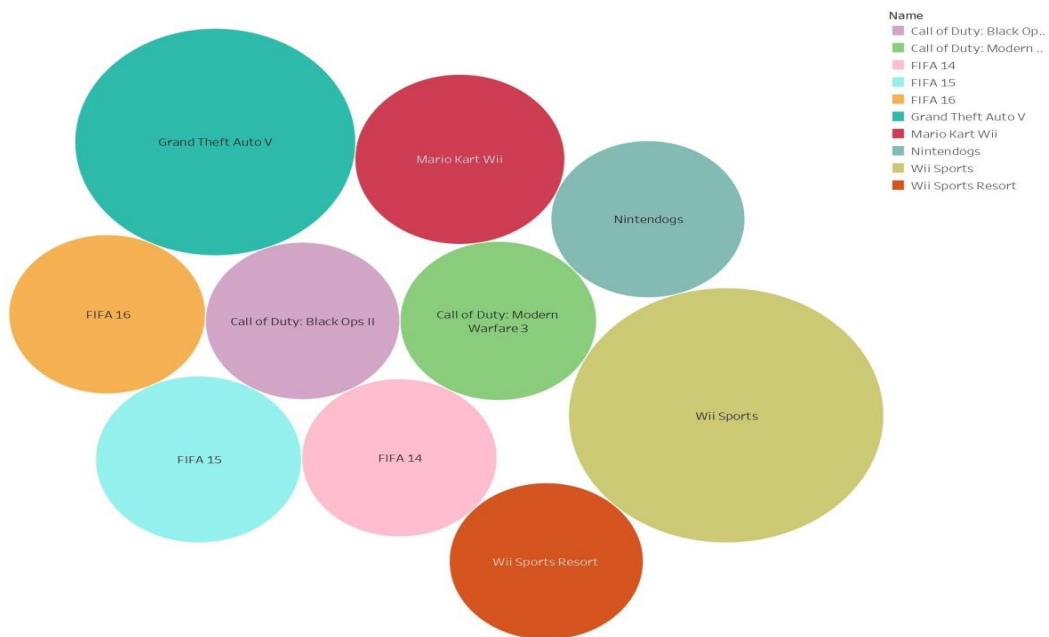 Name
Call of Duty: Black Op..
Call of Duty: Modern ..
FIFA 14
FIFA 15
FIFA 16
Grand Theft Auto V
Mario Kart Wii
Nintendogs
Wii Sports
Wii Sports Resort
Grand Theft Auto V
Mario Kart Wii
Nintendogs
FIFA 16
Call of Duty: Black Ops II
Call of Duty: Modern
Warfare 3
Wii Sports
FIFA 15
FIFA 14
Wii Sports Resort